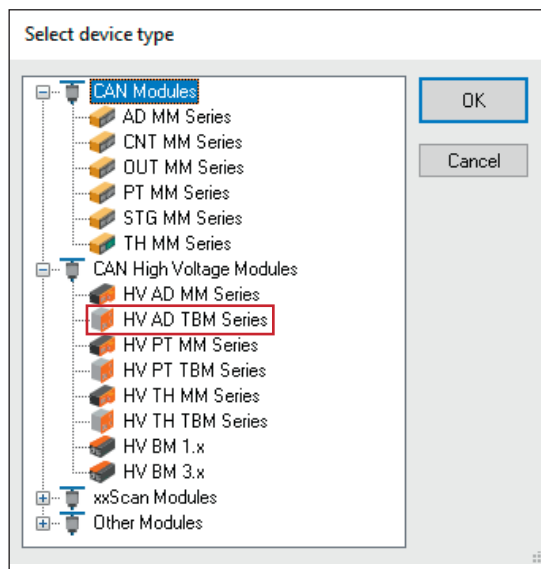 Select device type
CAN Modules
AD MM Series
CNT MM Series
OUT MM Series
PT MM Series
STG MM Series
TH MM Series
CAN High Voltage Modules
HV AD MM Series
HV AD TBM Series
HV PT MM Series
HV PT TBM Series
HV TH MM Series
HV TH TBM Series
HV BM 1.x
HV BM 3.x
xxScan Modules
Other Modules
OK
Cancel